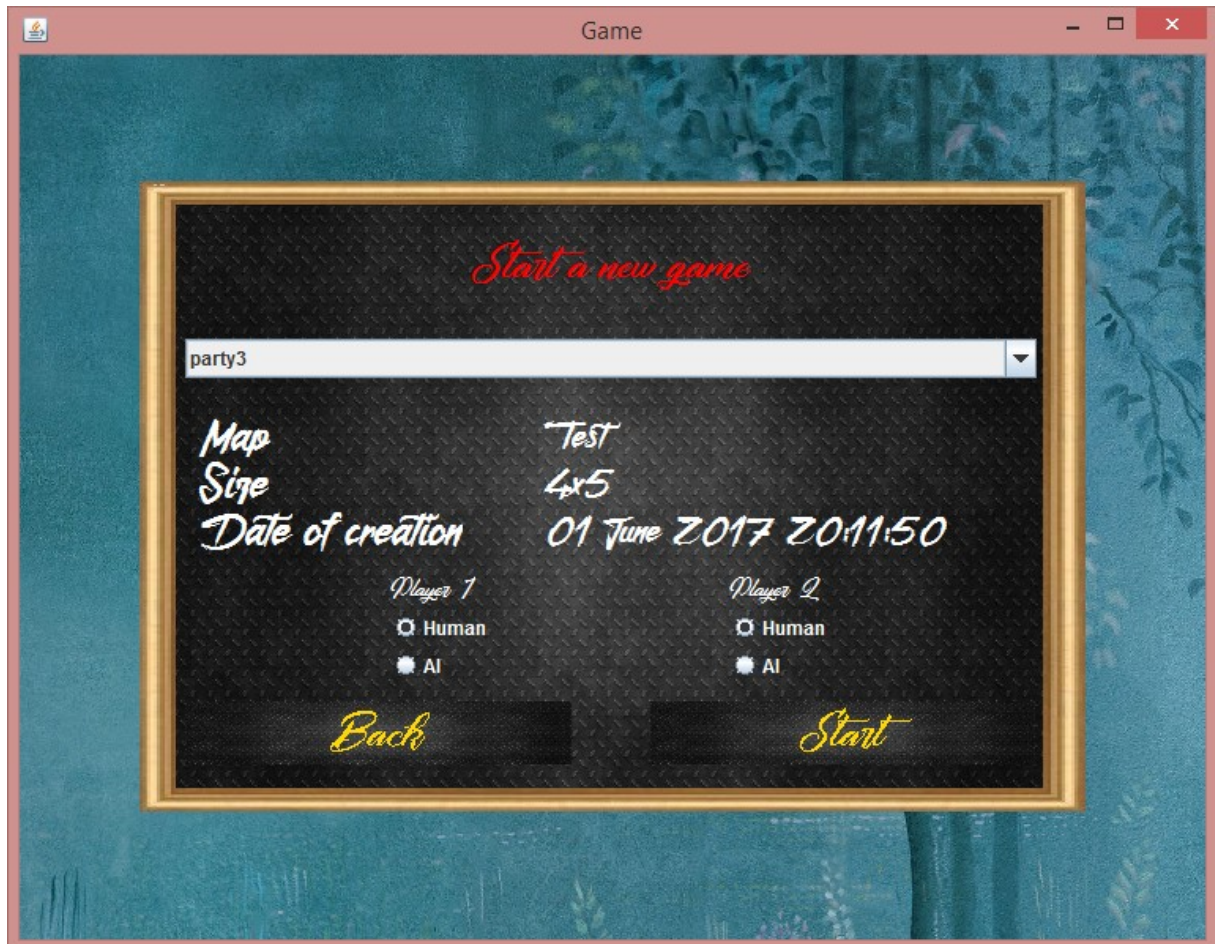 Game
Start a new game
party3
Map Test
Size 4x5
Date of creation 01 June 2017 20:11:50
Player 1 Player 2
Human Human
AI AI
Back Start